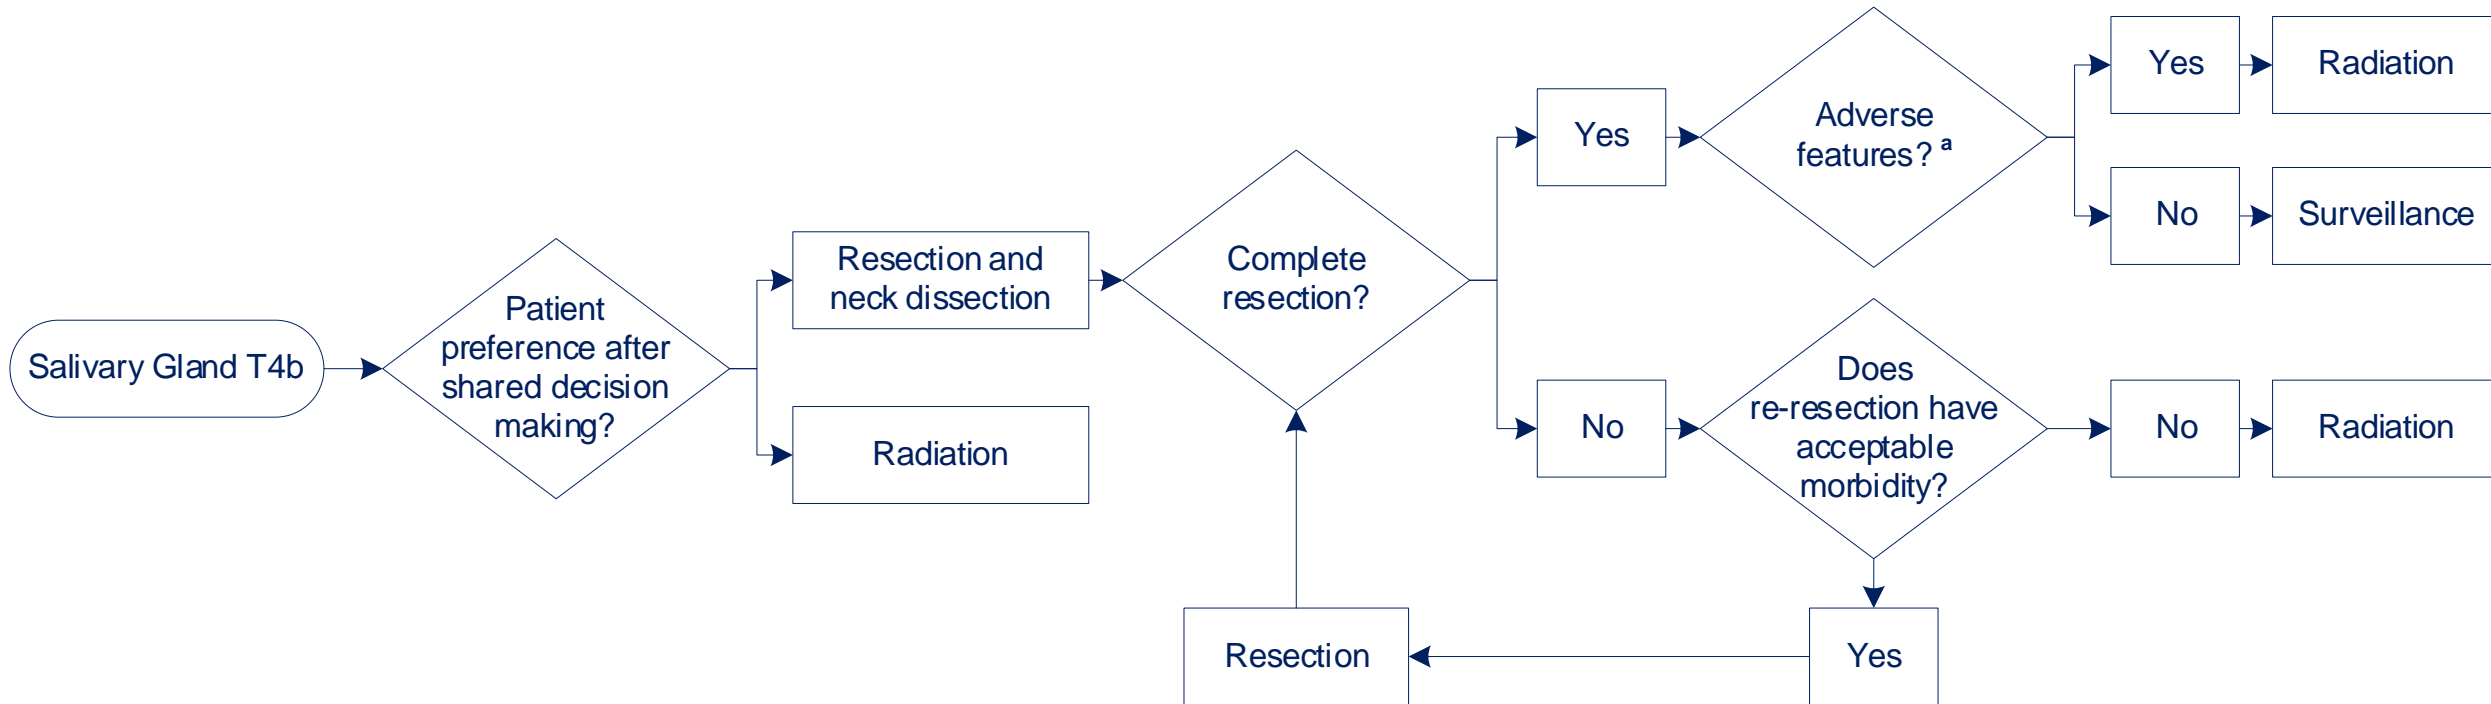 Salivary Gland T4b
Patient
preference after
shared decision
making?
Resection and
neck dissection
Radiation
Complete
resection?
Yes
Adverse
features? a
Yes
Radiation
No
Surveillance
No
Does
re-resection have
acceptable
morbidity?
No
Radiation
Yes
Resection